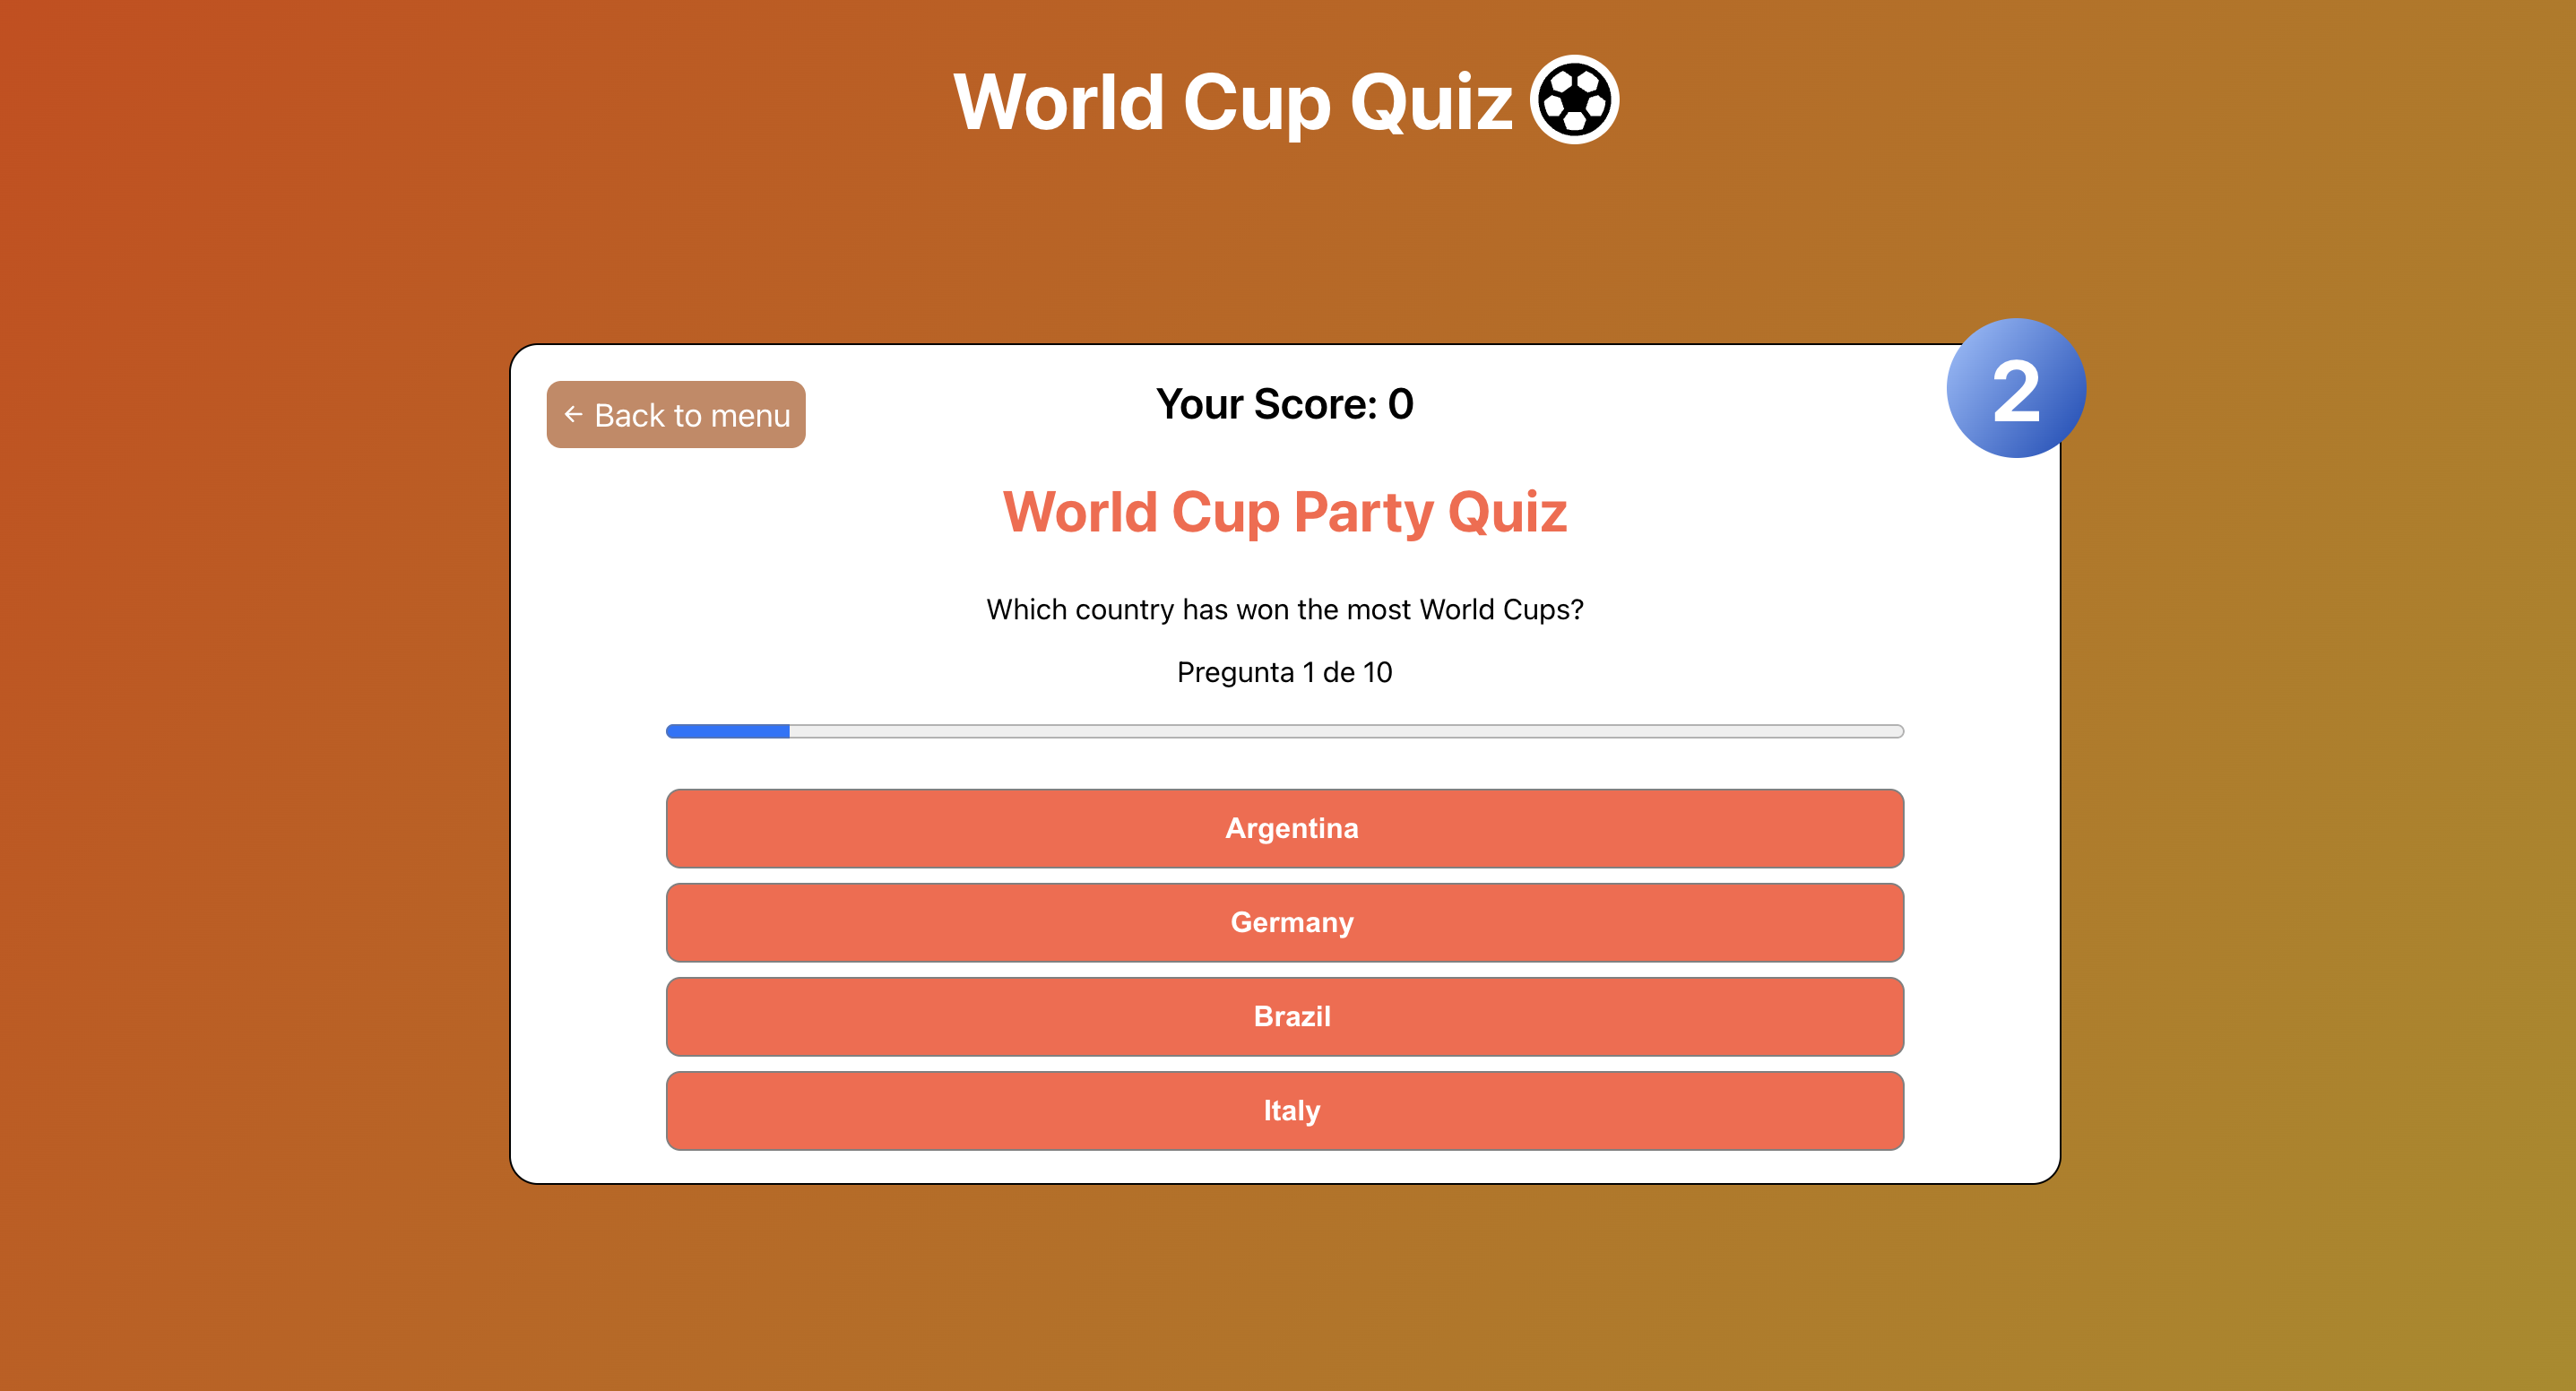 World Cup Quiz
2
← Back to menu
Your Score: 0
World Cup Party Quiz
Which country has won the most World Cups?
Pregunta 1 de 10
Argentina
Germany
Brazil
Italy